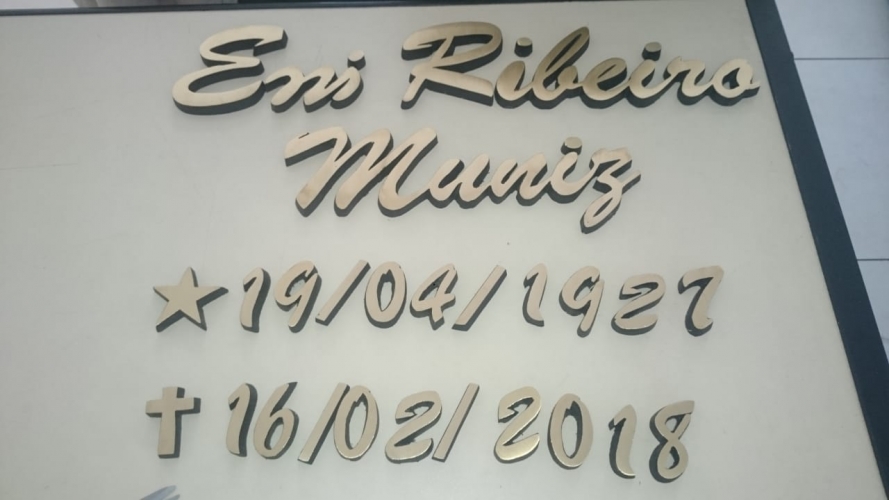 Eni Ribeiro
Muniz
★ 19/04/1927
✝ 16/02/2018